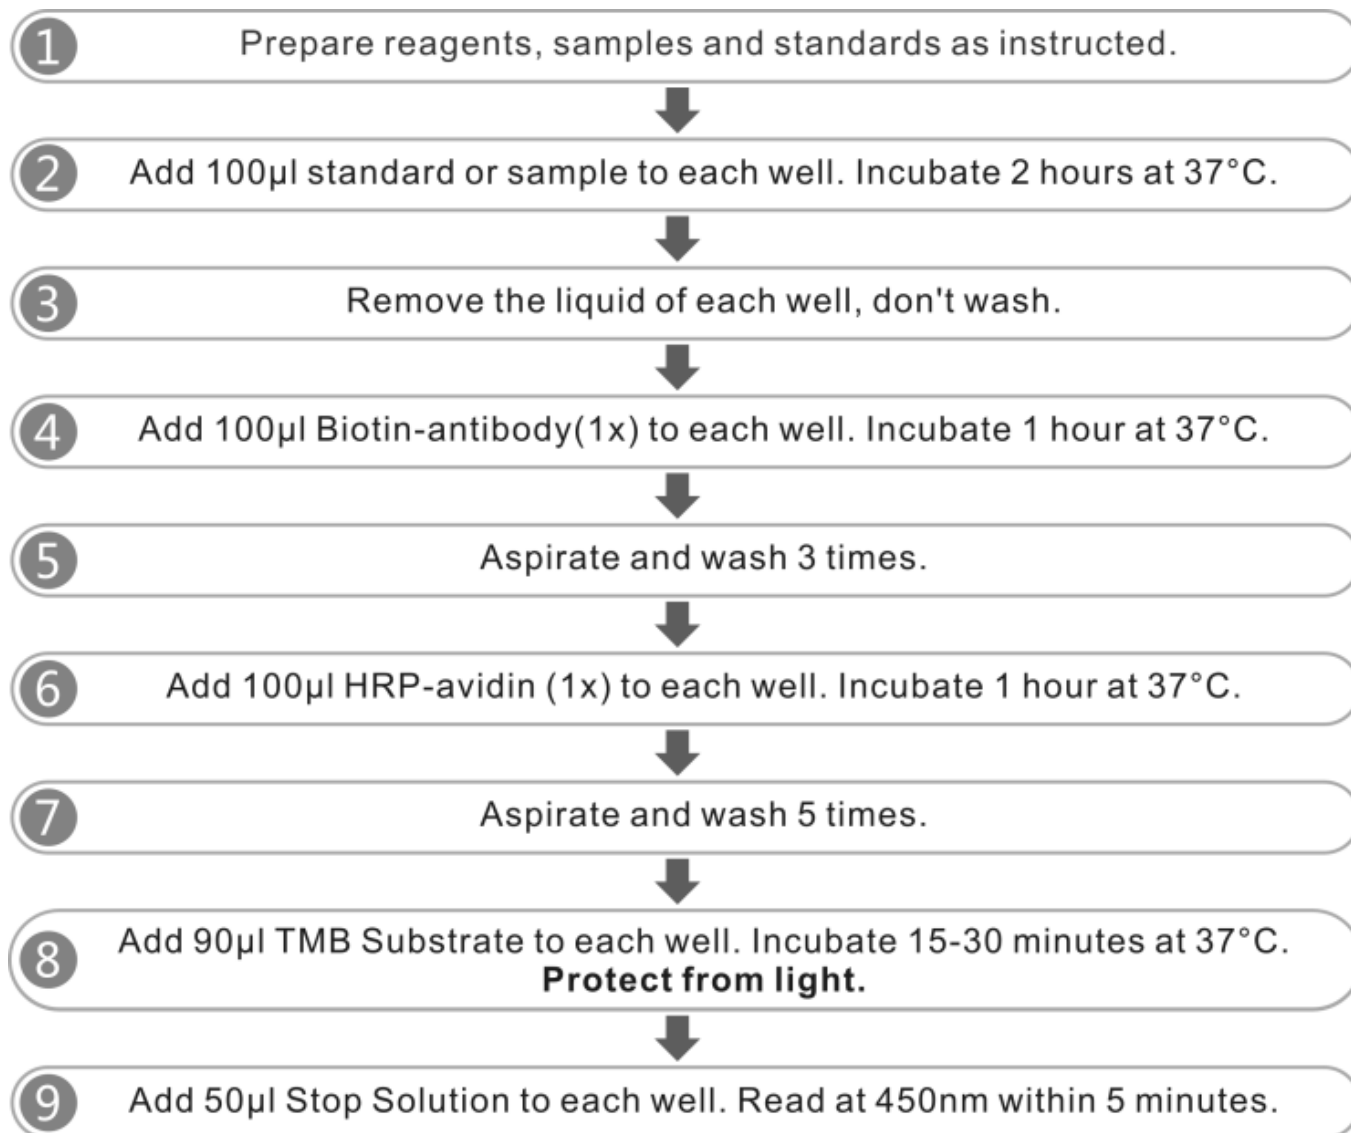 1 Prepare reagents, samples and standards as instructed.
2 Add 100µl standard or sample to each well. Incubate 2 hours at 37°C.
3 Remove the liquid of each well, don't wash.
4 Add 100µl Biotin-antibody(1x) to each well. Incubate 1 hour at 37°C.
5 Aspirate and wash 3 times.
6 Add 100µl HRP-avidin (1x) to each well. Incubate 1 hour at 37°C.
7 Aspirate and wash 5 times.
8 Add 90µl TMB Substrate to each well. Incubate 15-30 minutes at 37°C.
Protect from light.
9 Add 50µl Stop Solution to each well. Read at 450nm within 5 minutes.